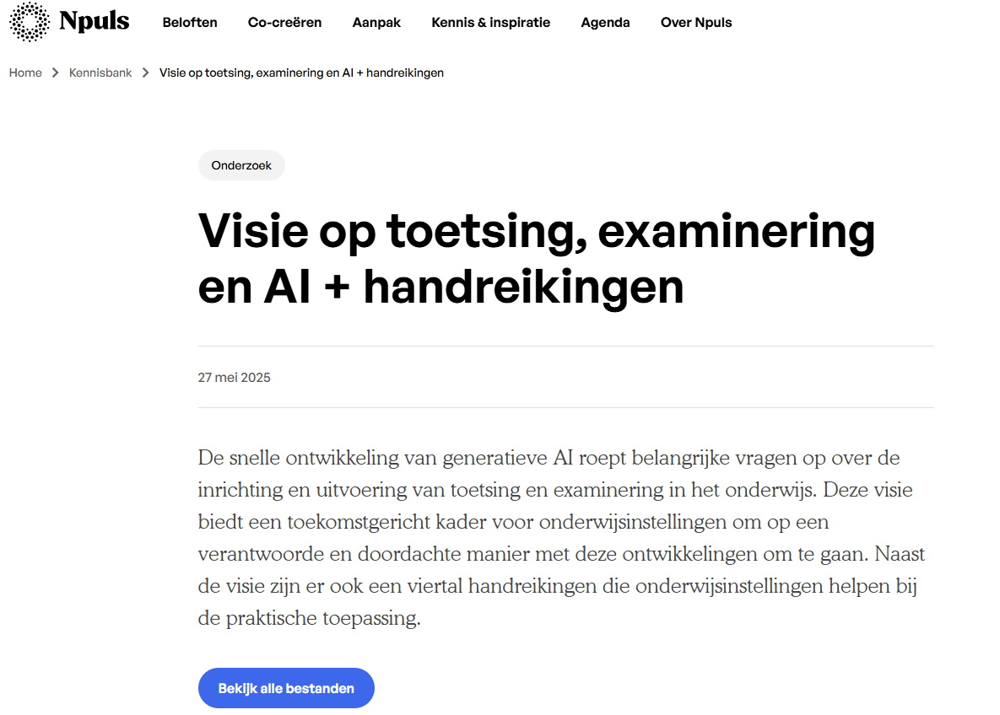 Npuls
Beloften
Co-creëren
Aanpak
Kennis & inspiratie
Agenda
Over Npuls
Home
Kennisbank
Visie op toetsing, examinering en AI + handreikingen
Onderzoek
Visie op toetsing, examinering
en AI + handreikingen
27 mei 2025
De snelle ontwikkeling van generatieve AI roept belangrijke vragen op over de
inrichting en uitvoering van toetsing en examinering in het onderwijs. Deze visie
biedt een toekomstgericht kader voor onderwijsinstellingen om op een
verantwoorde en doordachte manier met deze ontwikkelingen om te gaan. Naast
de visie zijn er ook een viertal handreikingen die onderwijsinstellingen helpen bij
de praktische toepassing.
Bekijk alle bestanden